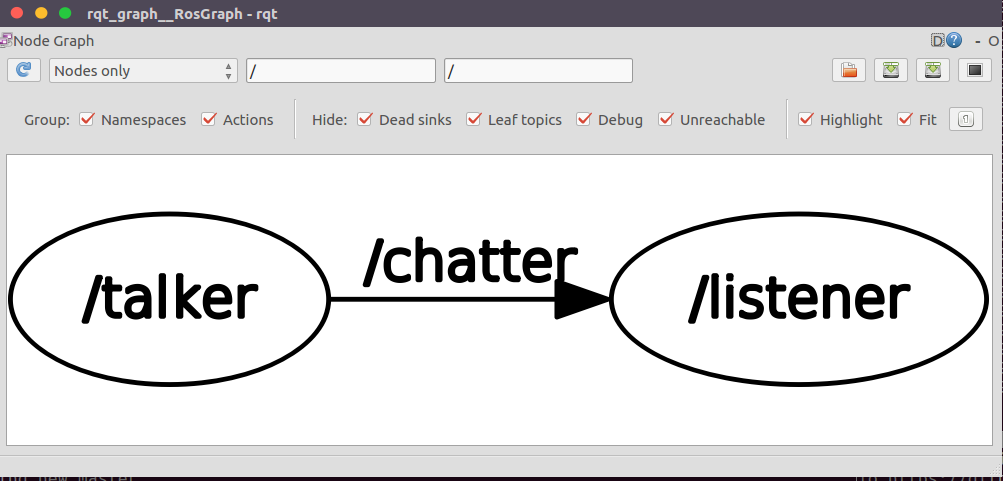 rqt_graph__RosGraph - rqt
Node Graph
D ? - O
Nodes only / /
Group: Namespaces Actions Hide: Dead sinks Leaf topics Debug Unreachable Highlight Fit
/chatter
/talker /listener